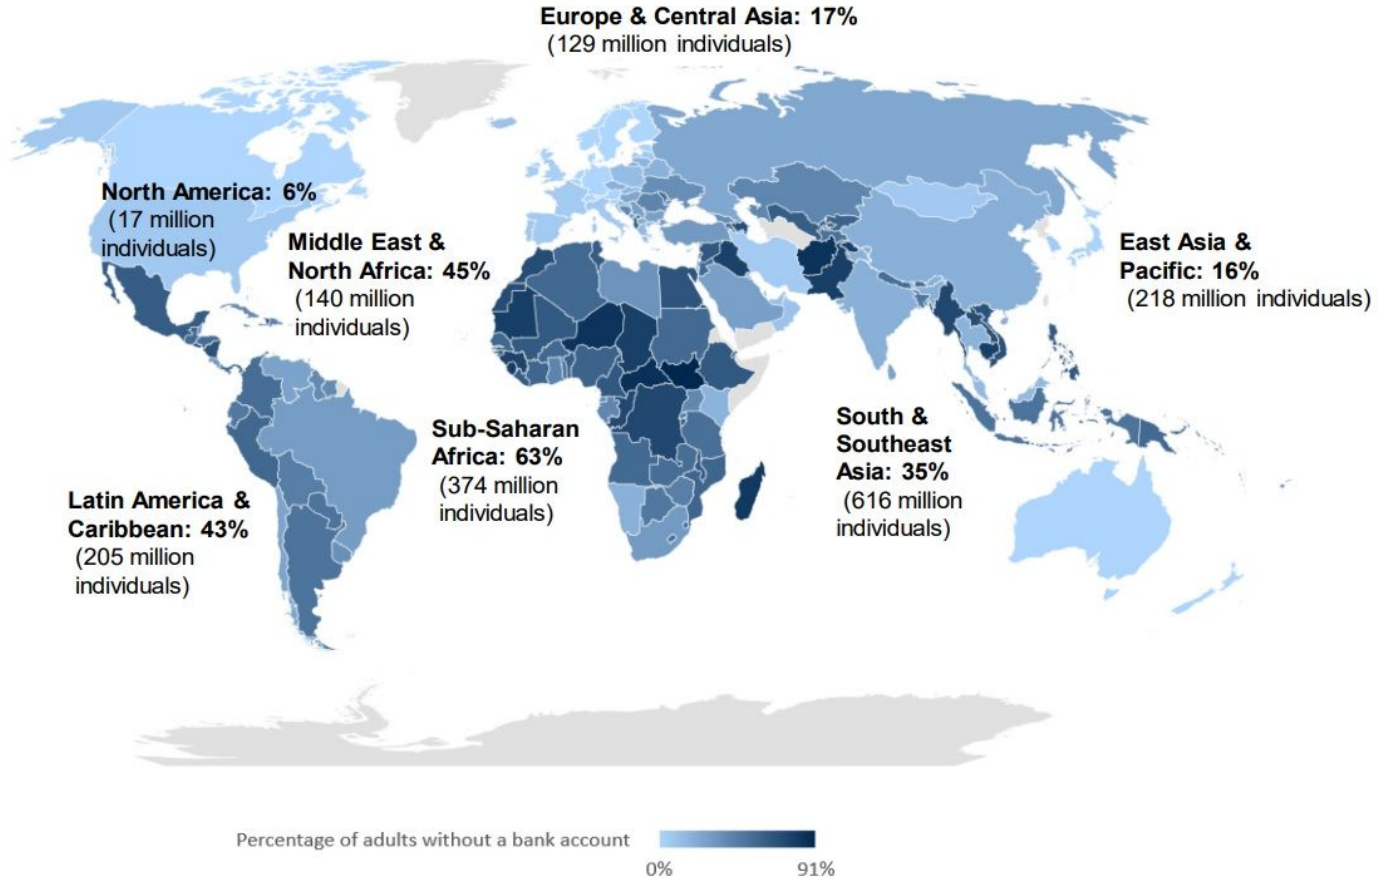 Europe & Central Asia: 17%
(129 million individuals)
North America: 6%
(17 million
individuals)
Middle East &
North Africa: 45%
(140 million
individuals)
East Asia &
Pacific: 16%
(218 million individuals)
Sub-Saharan
Africa: 63%
(374 million
individuals)
South &
Southeast
Asia: 35%
(616 million
individuals)
Latin America &
Caribbean: 43%
(205 million
individuals)
Percentage of adults without a bank account
0%
91%